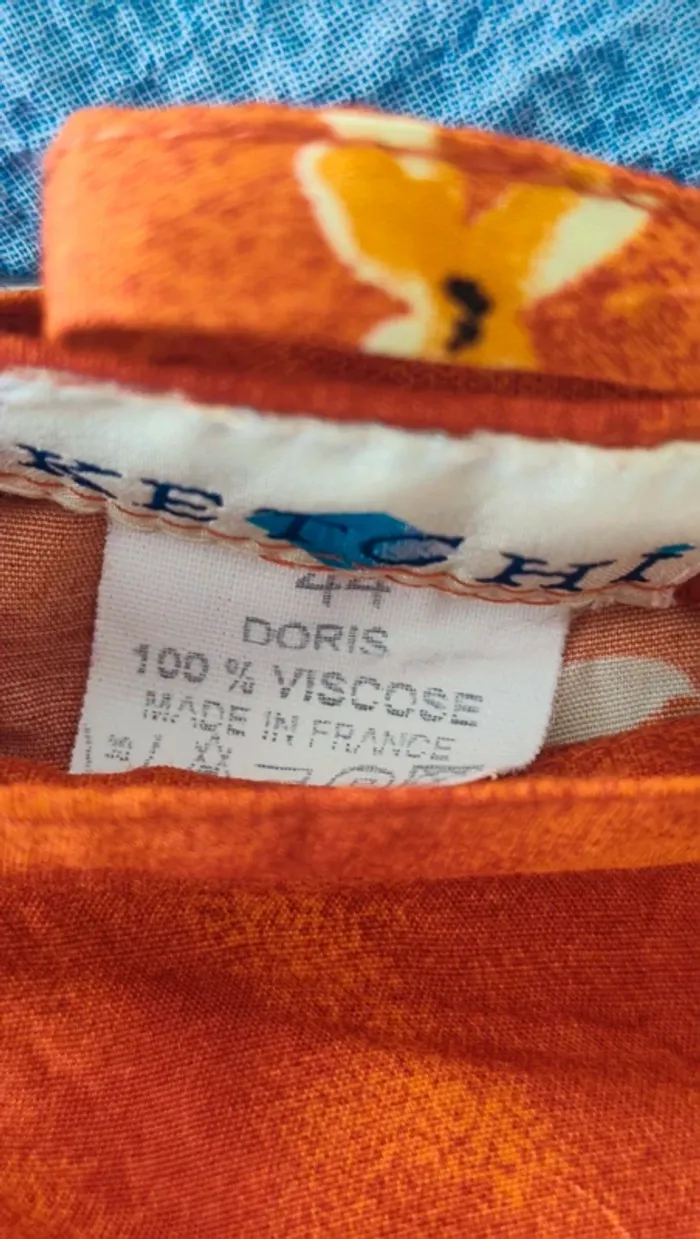 KETCHI
44
DORIS
100 % VISCOSE
MADE IN FRANCE